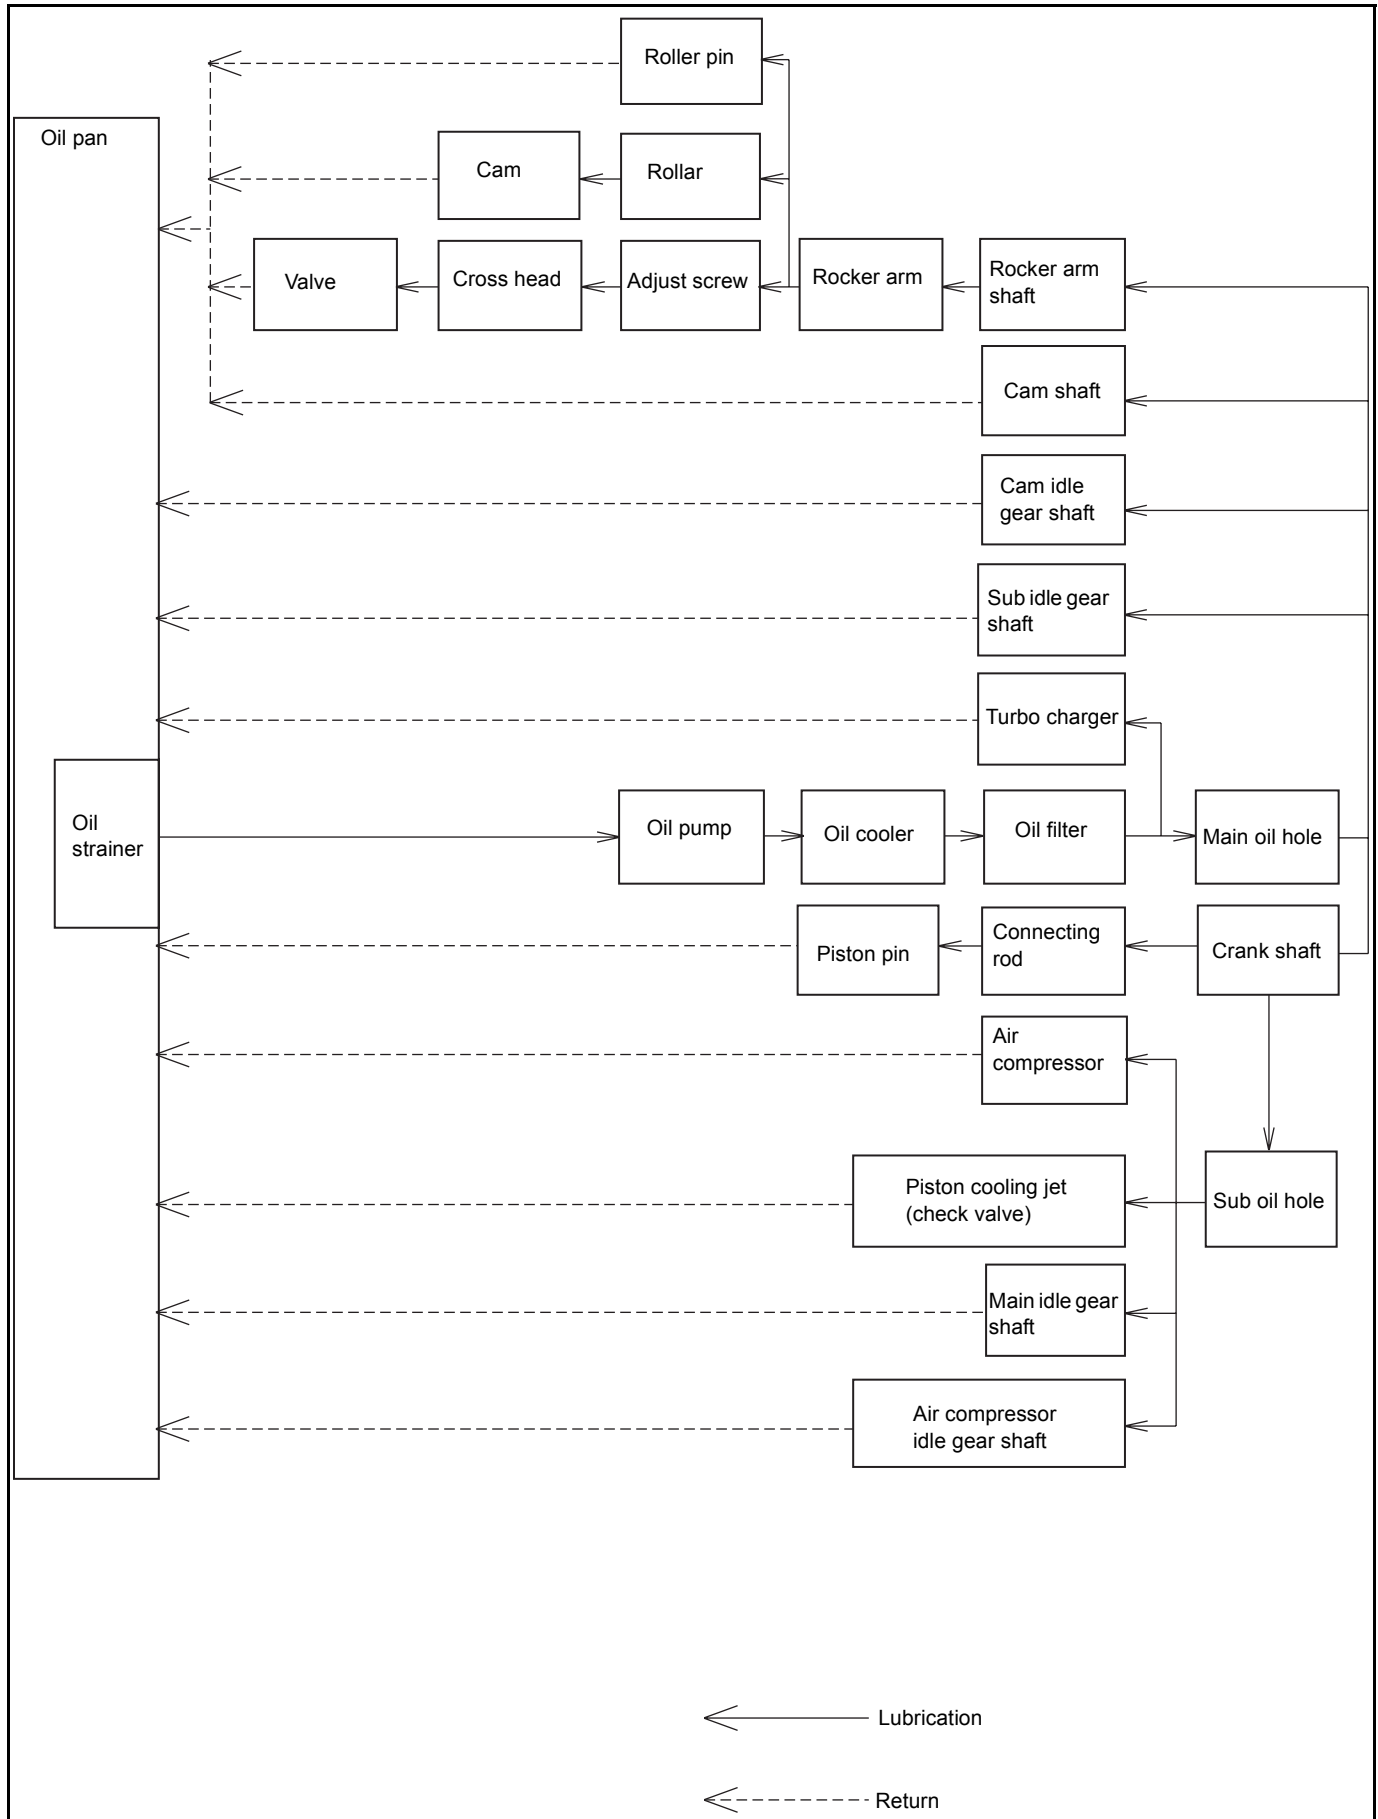 Roller pin
Oil pan
Cam
Rollar
Valve
Cross head
Adjust screw
Rocker arm
Rocker arm
shaft
Cam shaft
Cam idle
gear shaft
Sub idle gear
shaft
Turbo charger
Oil
strainer
Oil pump
Oil cooler
Oil filter
Main oil hole
Piston pin
Connecting
rod
Crank shaft
Air
compressor
Piston cooling jet
(check valve)
Sub oil hole
Main idle gear
shaft
Air compressor
idle gear shaft
Lubrication
Return